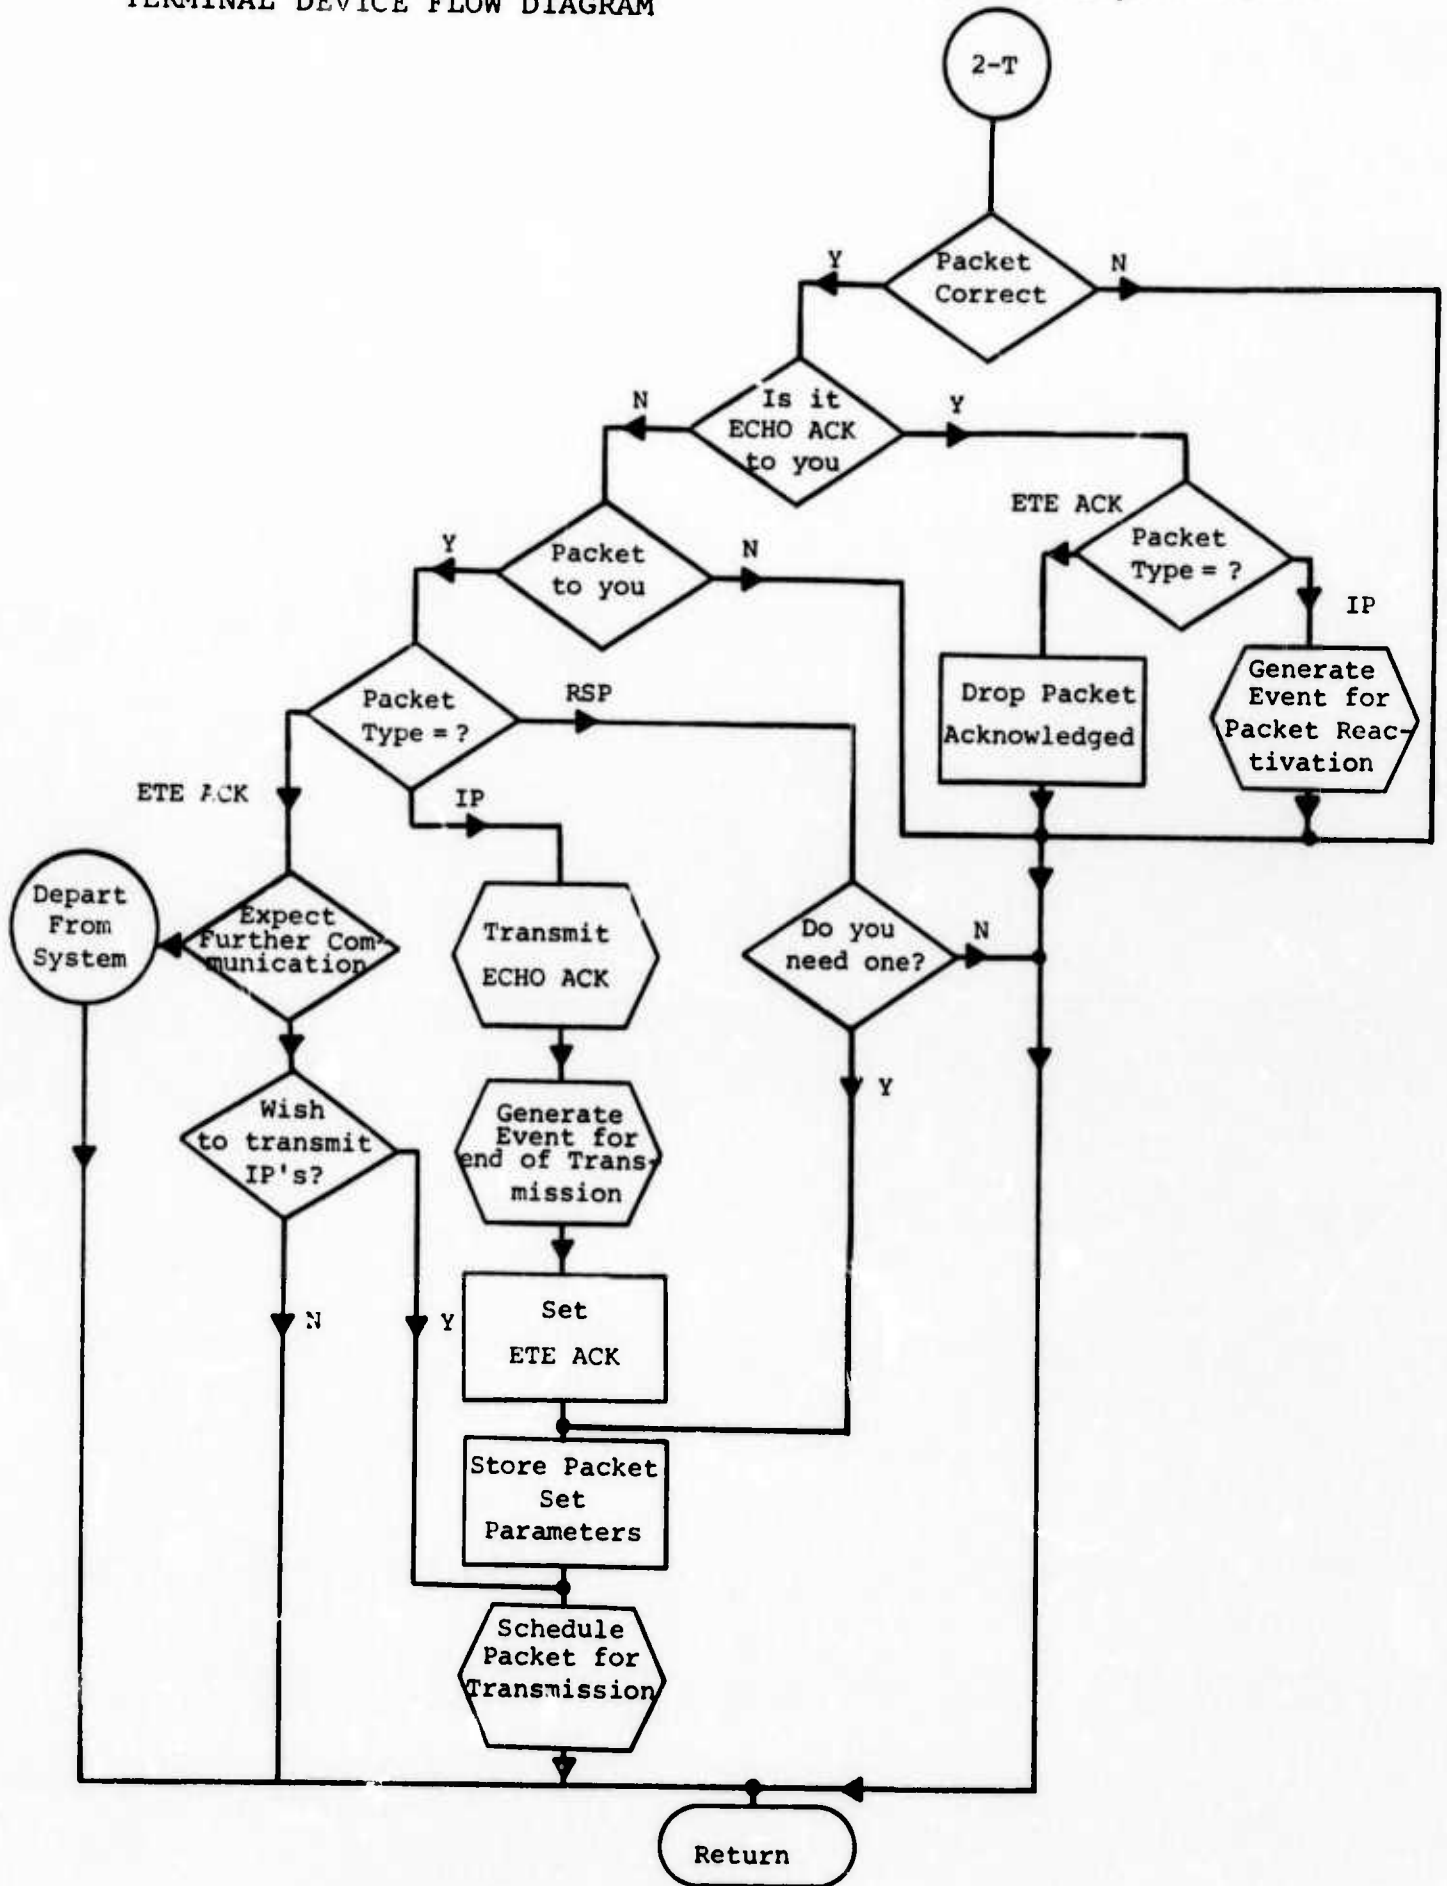 TERMINAL DEVICE FLOW DIAGRAM
2-T
Packet
Correct
Y
N
Is it
ECHO ACK
to you
N
Y
ETE ACK
Packet
Type = ?
IP
Packet
to you
Y
N
Drop Packet
Acknowledged
Generate
Event for
Packet Reac-
tivation
Packet
Type = ?
RSP
ETE ACK
IP
Depart
From
System
Expect
Further Com-
munication
Transmit
ECHO ACK
Do you
need one?
N
Y
Wish
to transmit
IP's?
Generate
Event for
end of Trans-
mission
N
Y
Set
ETE ACK
Store Packet
Set
Parameters
Schedule
Packet for
Transmission
Return